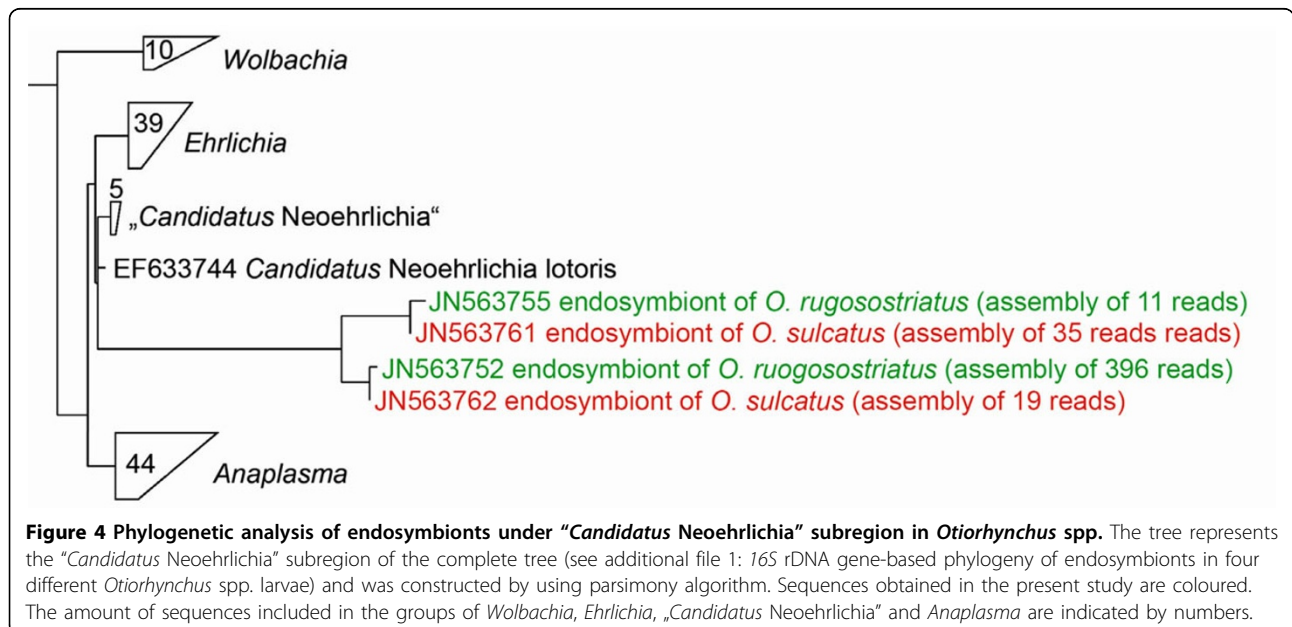 10 Wolbachia
39
Ehrlichia
5
„Candidatus Neoehrlichia“
EF633744 Candidatus Neoehrlichia lotoris
JN563755 endosymbiont of O. rugosostriatus (assembly of 11 reads)
JN563761 endosymbiont of O. sulcatus (assembly of 35 reads reads)
JN563752 endosymbiont of O. ruogosostriatus (assembly of 396 reads)
JN563762 endosymbiont of O. sulcatus (assembly of 19 reads)
44 Anaplasma
Figure 4 Phylogenetic analysis of endosymbionts under “Candidatus Neoehrlichia” subregion in Otiorhynchus spp. The tree represents
the “Candidatus Neoehrlichia” subregion of the complete tree (see additional file 1: 16S rDNA gene-based phylogeny of endosymbionts in four
different Otiorhynchus spp. larvae) and was constructed by using parsimony algorithm. Sequences obtained in the present study are coloured.
The amount of sequences included in the groups of Wolbachia, Ehrlichia, „Candidatus Neoehrlichia” and Anaplasma are indicated by numbers.